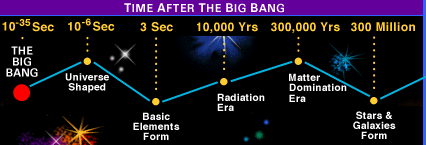 TIME AFTER THE BIG BANG
10-35 Sec 10-6 Sec 3 Sec 10,000 Yrs 300,000 Yrs 300 Million
THE
BIG
BANG
Universe
Shaped
Basic
Elements
Form
Radiation
Era
Matter
Domination
Era
Stars &
Galaxies
Form